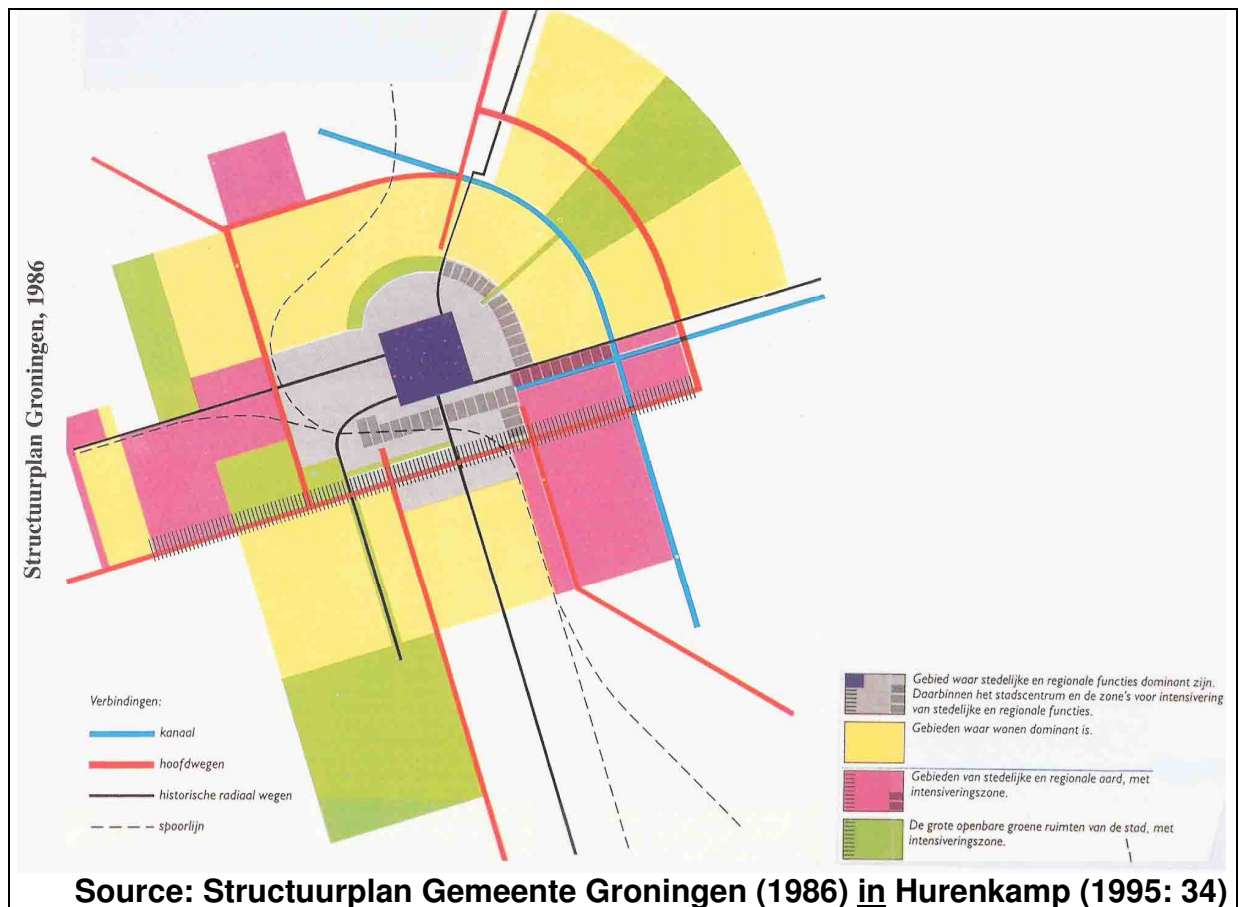 Structuurplan Groningen, 1986
Verbindingen:
kanaal
hoofdwegen
historische radiaal wegen
spoorlijn
Gebied waar stedelijke en regionale functies dominant zijn.
Daarbinnen het stadscentrum en de zone's voor intensivering
van stedelijke en regionale functies.
Gebieden waar wonen dominant is.
Gebieden van stedelijke en regionale aard, met
intensiveringszone.
De grote openbare groene ruimten van de stad, met
intensiveringszone.
Source: Structuurplan Gemeente Groningen (1986) in Hurenkamp (1995: 34)